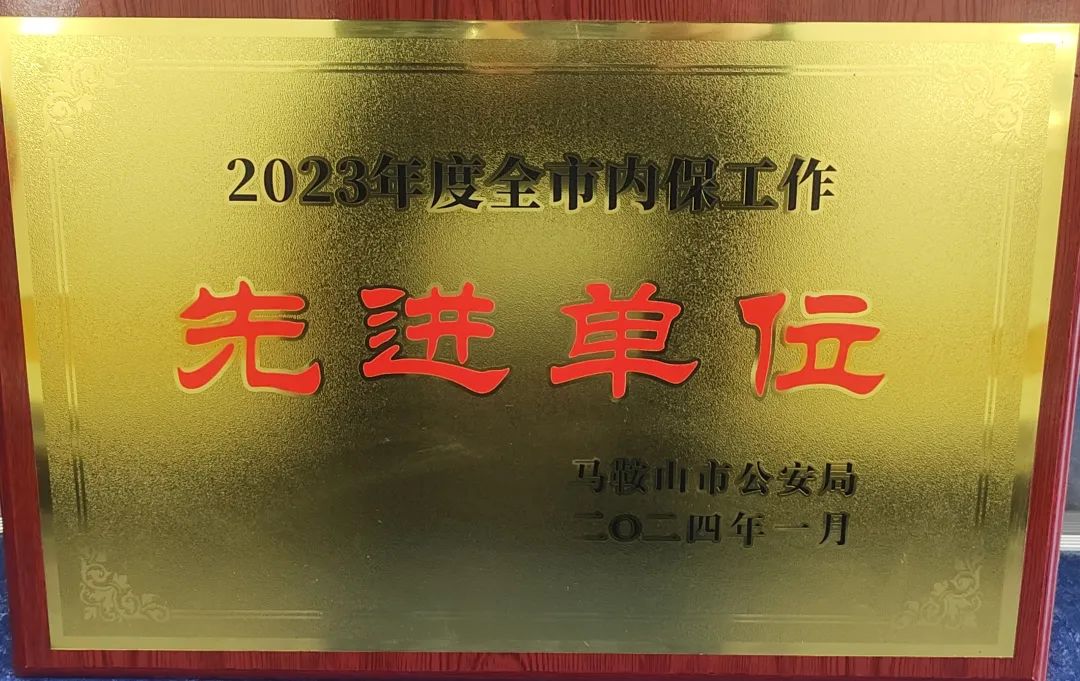 2023年度全市内保工作
先进单位
马鞍山市公安局
二〇二四年一月